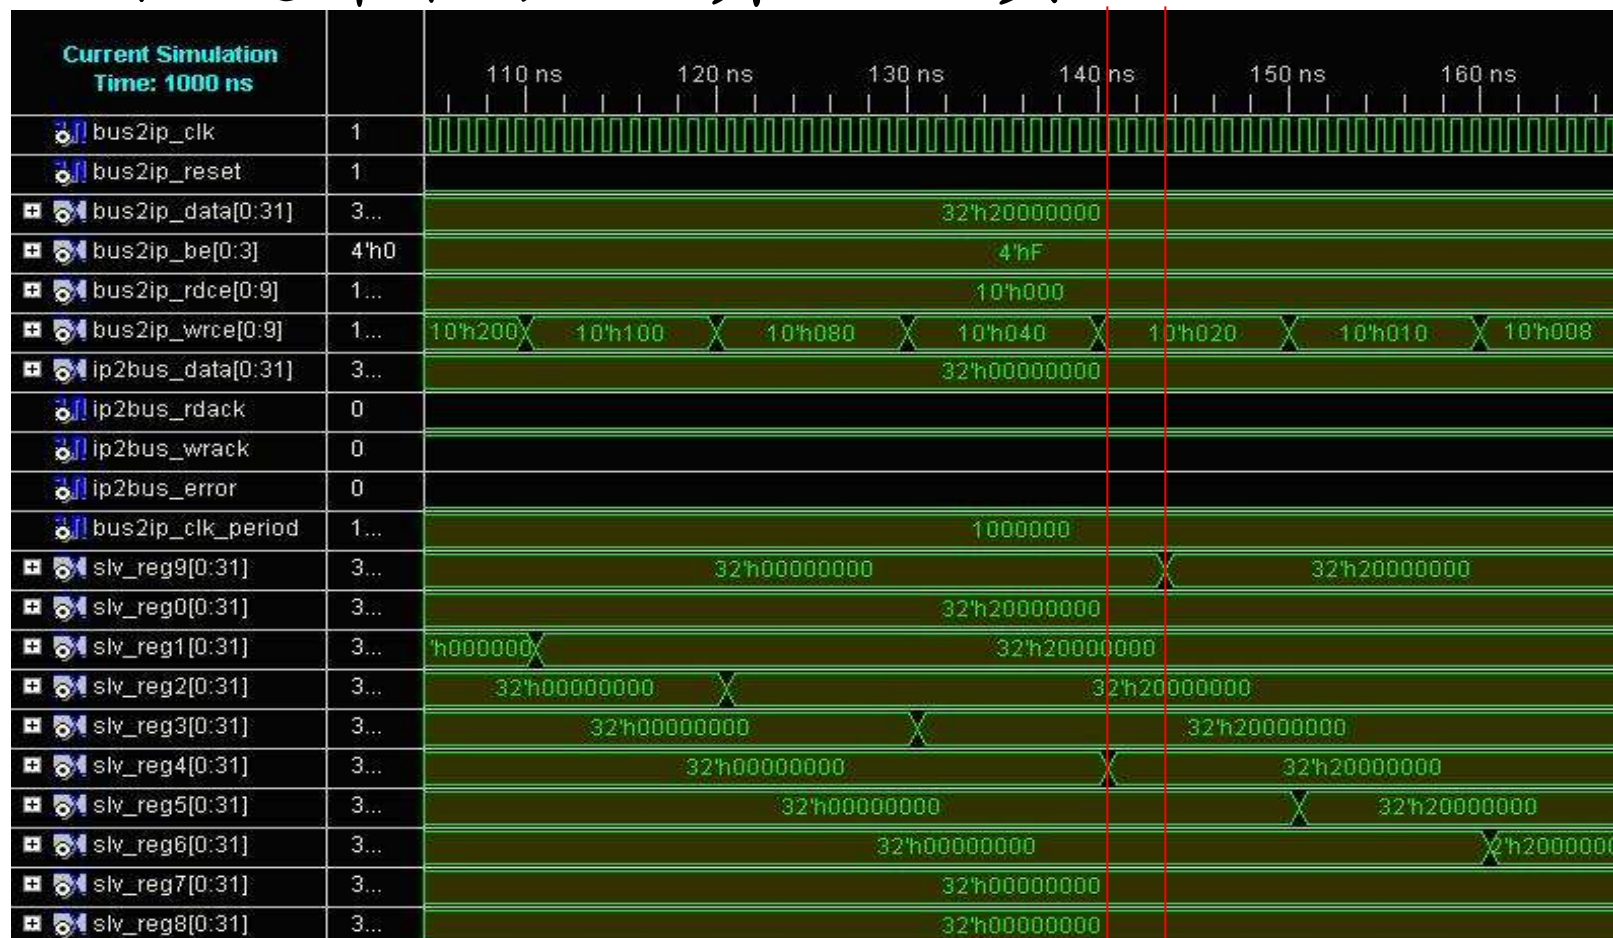 Current Simulation
Time: 1000 ns
110 ns 120 ns 130 ns 140 ns 150 ns 160 ns
bus2ip_clk 1
bus2ip_reset 1
bus2ip_data[0:31] 3... 32'h20000000
bus2ip_be[0:3] 4'h0 4'hF
bus2ip_rdce[0:9] 1... 10'h000
bus2ip_wrce[0:9] 1... 10'h200 10'h100 10'h080 10'h040 10'h020 10'h010 10'h008
ip2bus_data[0:31] 3... 32'h00000000
ip2bus_rdack 0
ip2bus_wrack 0
ip2bus_error 0
bus2ip_clk_period 1... 1000000
slv_reg9[0:31] 3... 32'h00000000 32'h20000000
slv_reg0[0:31] 3... 32'h20000000
slv_reg1[0:31] 3... 'h000000 32'h20000000
slv_reg2[0:31] 3... 32'h00000000 32'h20000000
slv_reg3[0:31] 3... 32'h00000000 32'h20000000
slv_reg4[0:31] 3... 32'h00000000 32'h20000000
slv_reg5[0:31] 3... 32'h00000000 32'h20000000
slv_reg6[0:31] 3... 32'h00000000 2'h2000000
slv_reg7[0:31] 3... 32'h00000000
slv_reg8[0:31] 3... 32'h00000000